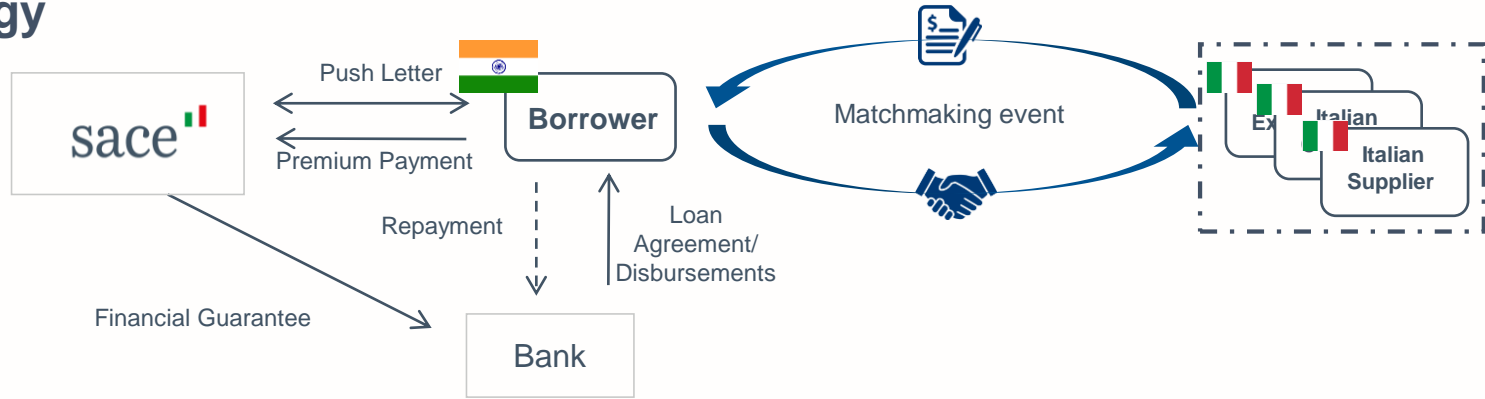 gy
Push Letter
sace
Borrower
Premium Payment
Matchmaking event
$
Ex
Italian
Italian
Supplier
Repayment
Loan
Agreement/
Disbursements
Financial Guarantee
Bank